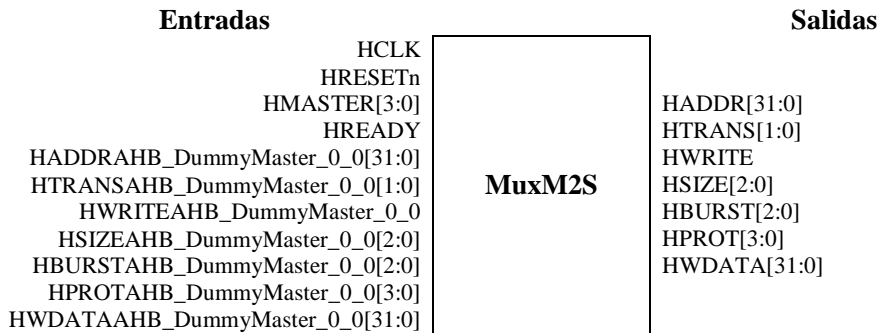 Entradas Salidas
HCLK
HRESETn
HMASTER[3:0] HADDR[31:0]
HREADY HTRANS[1:0]
HADDRAHB_DummyMaster_0_0[31:0] HWRITE
HTRANSAHB_DummyMaster_0_0[1:0] MuxM2S HSIZE[2:0]
HWRITEAHB_DummyMaster_0_0 HBURST[2:0]
HSIZEAHB_DummyMaster_0_0[2:0] HPROT[3:0]
HBURSTAHB_DummyMaster_0_0[2:0] HWDATA[31:0]
HPROTAHB_DummyMaster_0_0[3:0]
HWDATAAHB_DummyMaster_0_0[31:0]